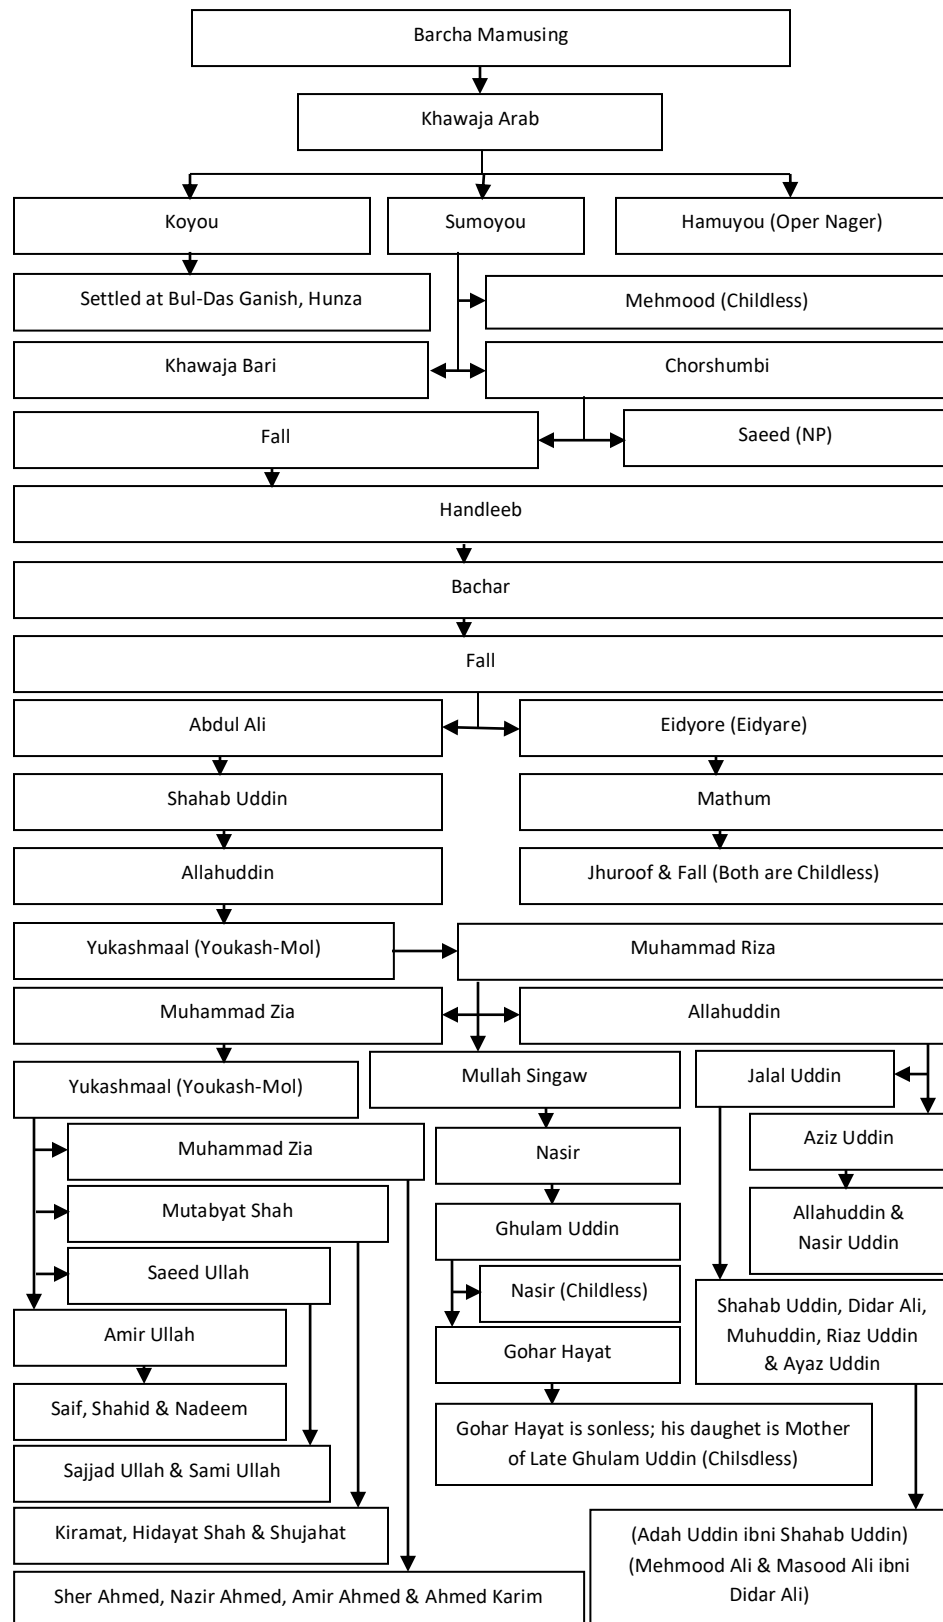 Barcha Mamusing
Khawaja Arab
Koyou
Sumoyou
Hamuyou (Oper Nager)
Settled at Bul-Das Ganish, Hunza
Mehmood (Childless)
Khawaja Bari
Chorshumbi
Fall
Saeed (NP)
Handleeb
Bachar
Fall
Abdul Ali
Eidyore (Eidyare)
Shahab Uddin
Mathum
Allahuddin
Jhuroof & Fall (Both are Childless)
Yukashmaal (Youkash-Mol)
Muhammad Riza
Muhammad Zia
Allahuddin
Yukashmaal (Youkash-Mol)
Mullah Singaw
Jalal Uddin
Aziz Uddin
Muhammad Zia
Nasir
Mutabyat Shah
Ghulam Uddin
Allahuddin &
Nasir Uddin
Saeed Ullah
Nasir (Childless)
Shahab Uddin, Didar Ali,
Muhuddin, Riaz Uddin
& Ayaz Uddin
Amir Ullah
Gohar Hayat
Saif, Shahid & Nadeem
Gohar Hayat is sonless; his daughet is Mother
of Late Ghulam Uddin (Chilsdless)
Sajjad Ullah & Sami Ullah
Kiramat, Hidayat Shah & Shujahat
(Adah Uddin ibni Shahab Uddin)
(Mehmood Ali & Masood Ali ibni
Didar Ali)
Sher Ahmed, Nazir Ahmed, Amir Ahmed & Ahmed Karim